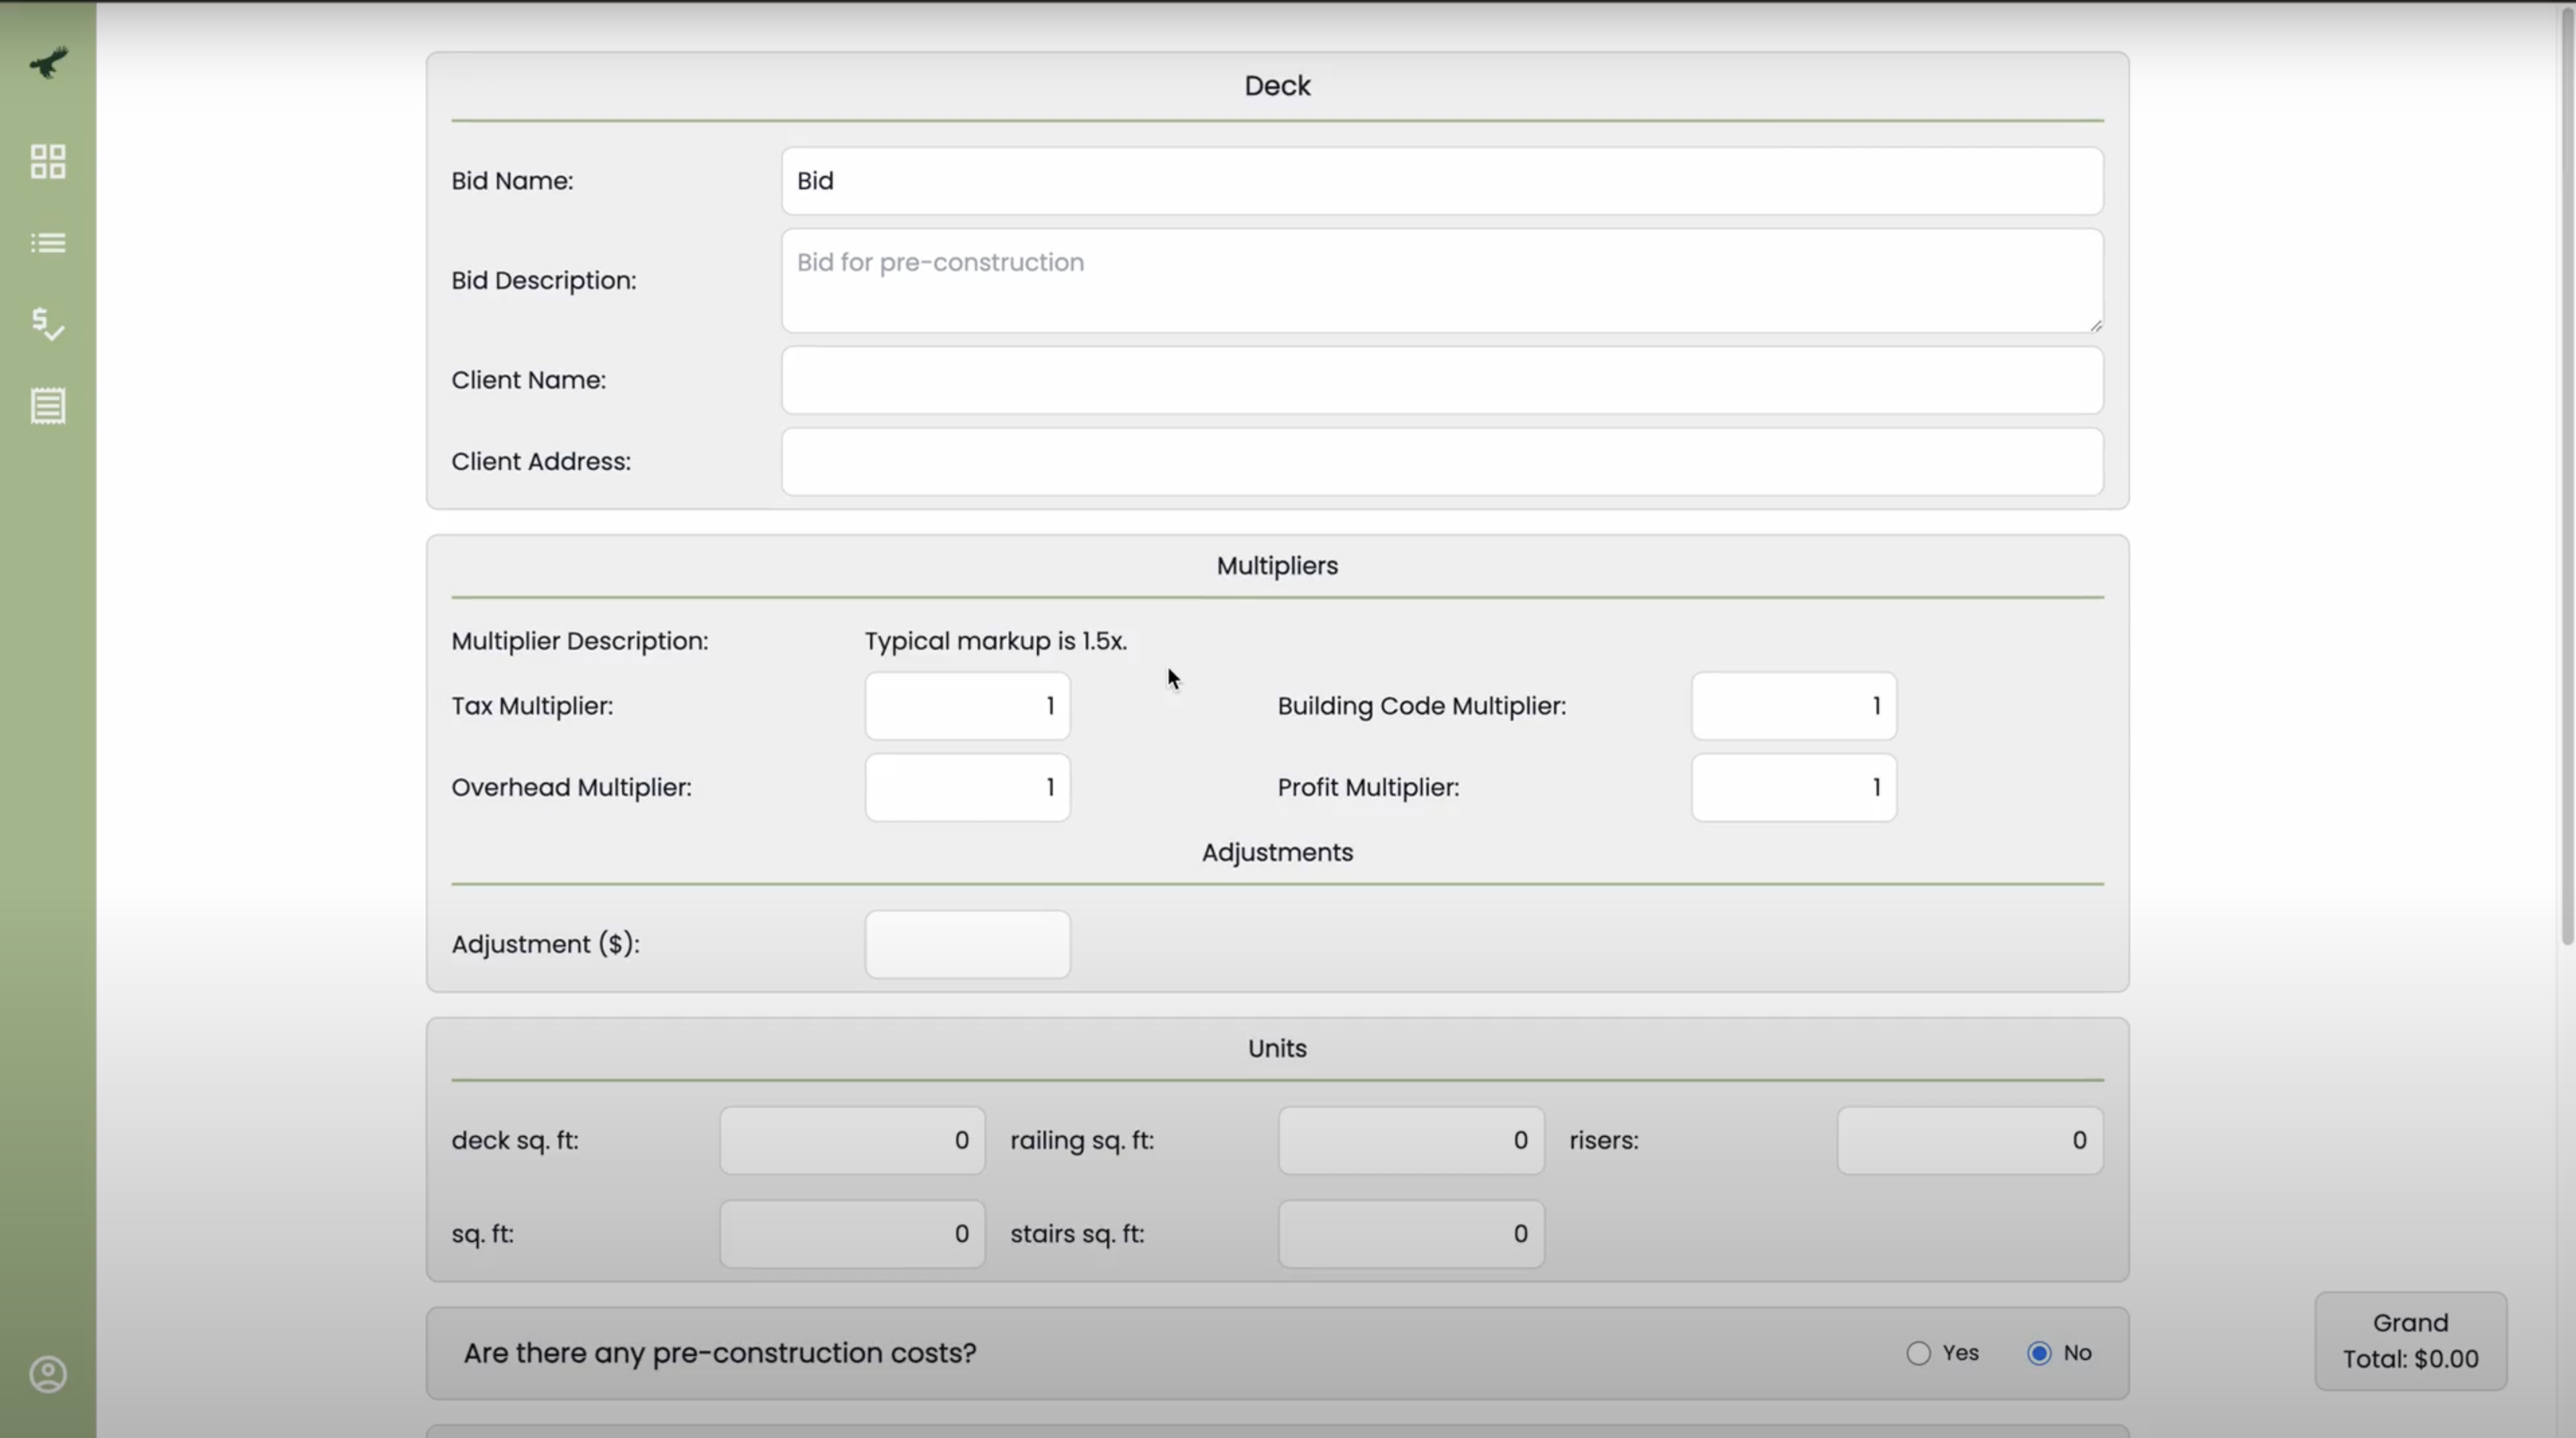 Deck
Bid Name: Bid
Bid Description: Bid for pre-construction
Client Name:
Client Address:
Multipliers
Multiplier Description: Typical markup is 1.5x.
Tax Multiplier: 1 Building Code Multiplier: 1
Overhead Multiplier: 1 Profit Multiplier: 1
Adjustments
Adjustment ($):
Units
deck sq. ft: 0 railing sq. ft: 0 risers: 0
sq. ft: 0 stairs sq. ft: 0
Are there any pre-construction costs? Yes No
Grand
Total: $0.00